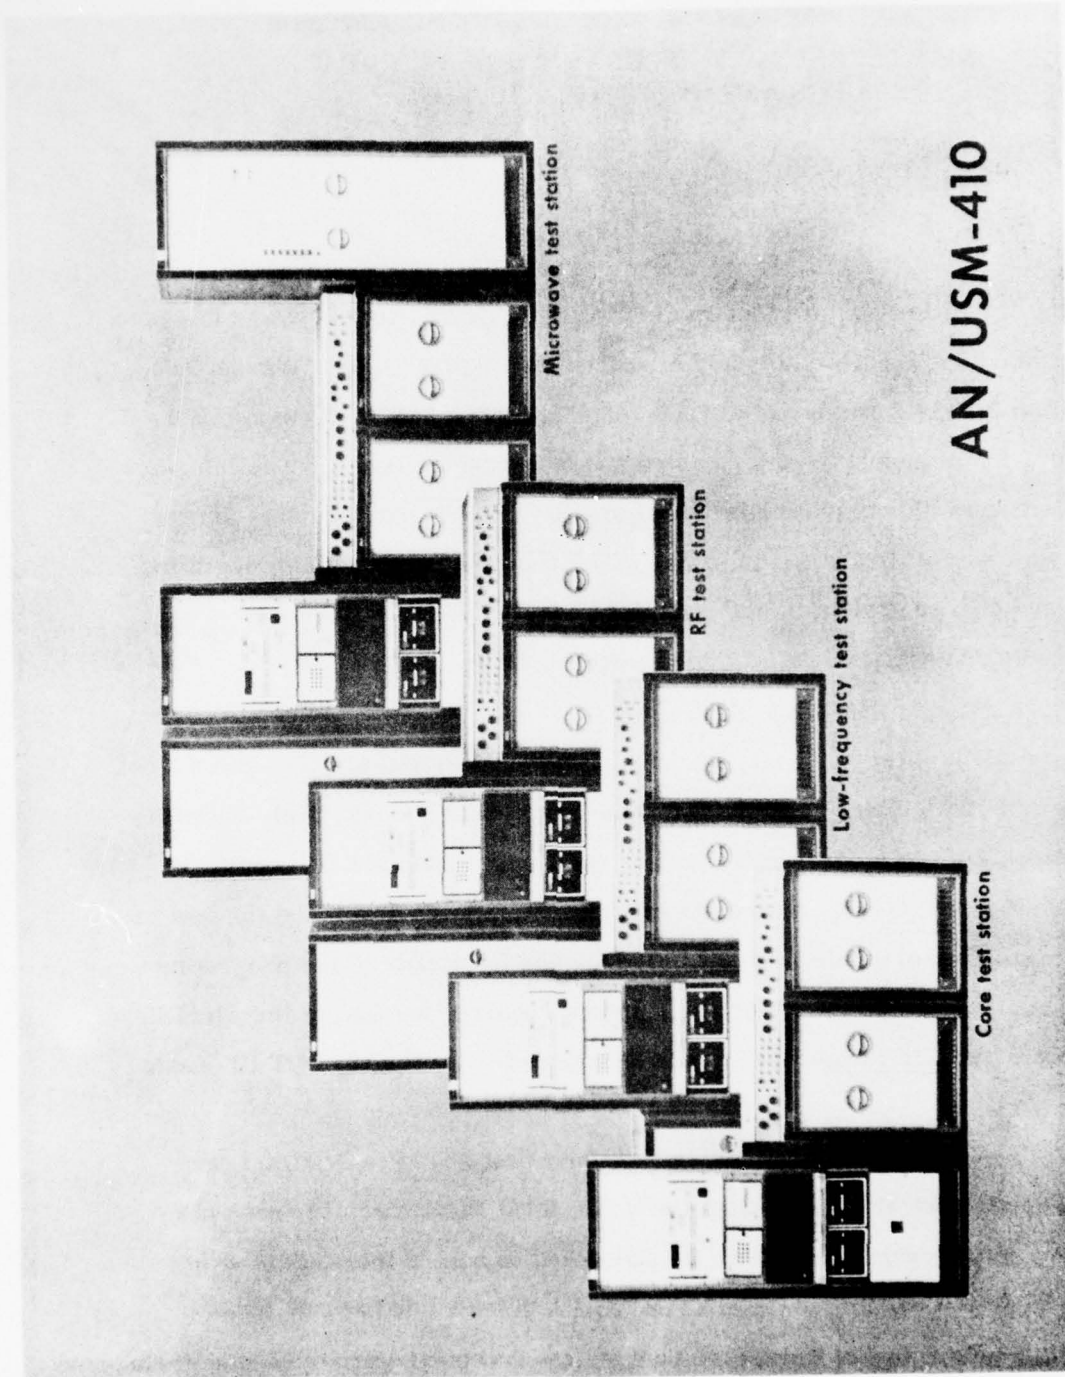 Microwave test station
RF test station
Low-frequency test station
Core test station
AN/USM-410